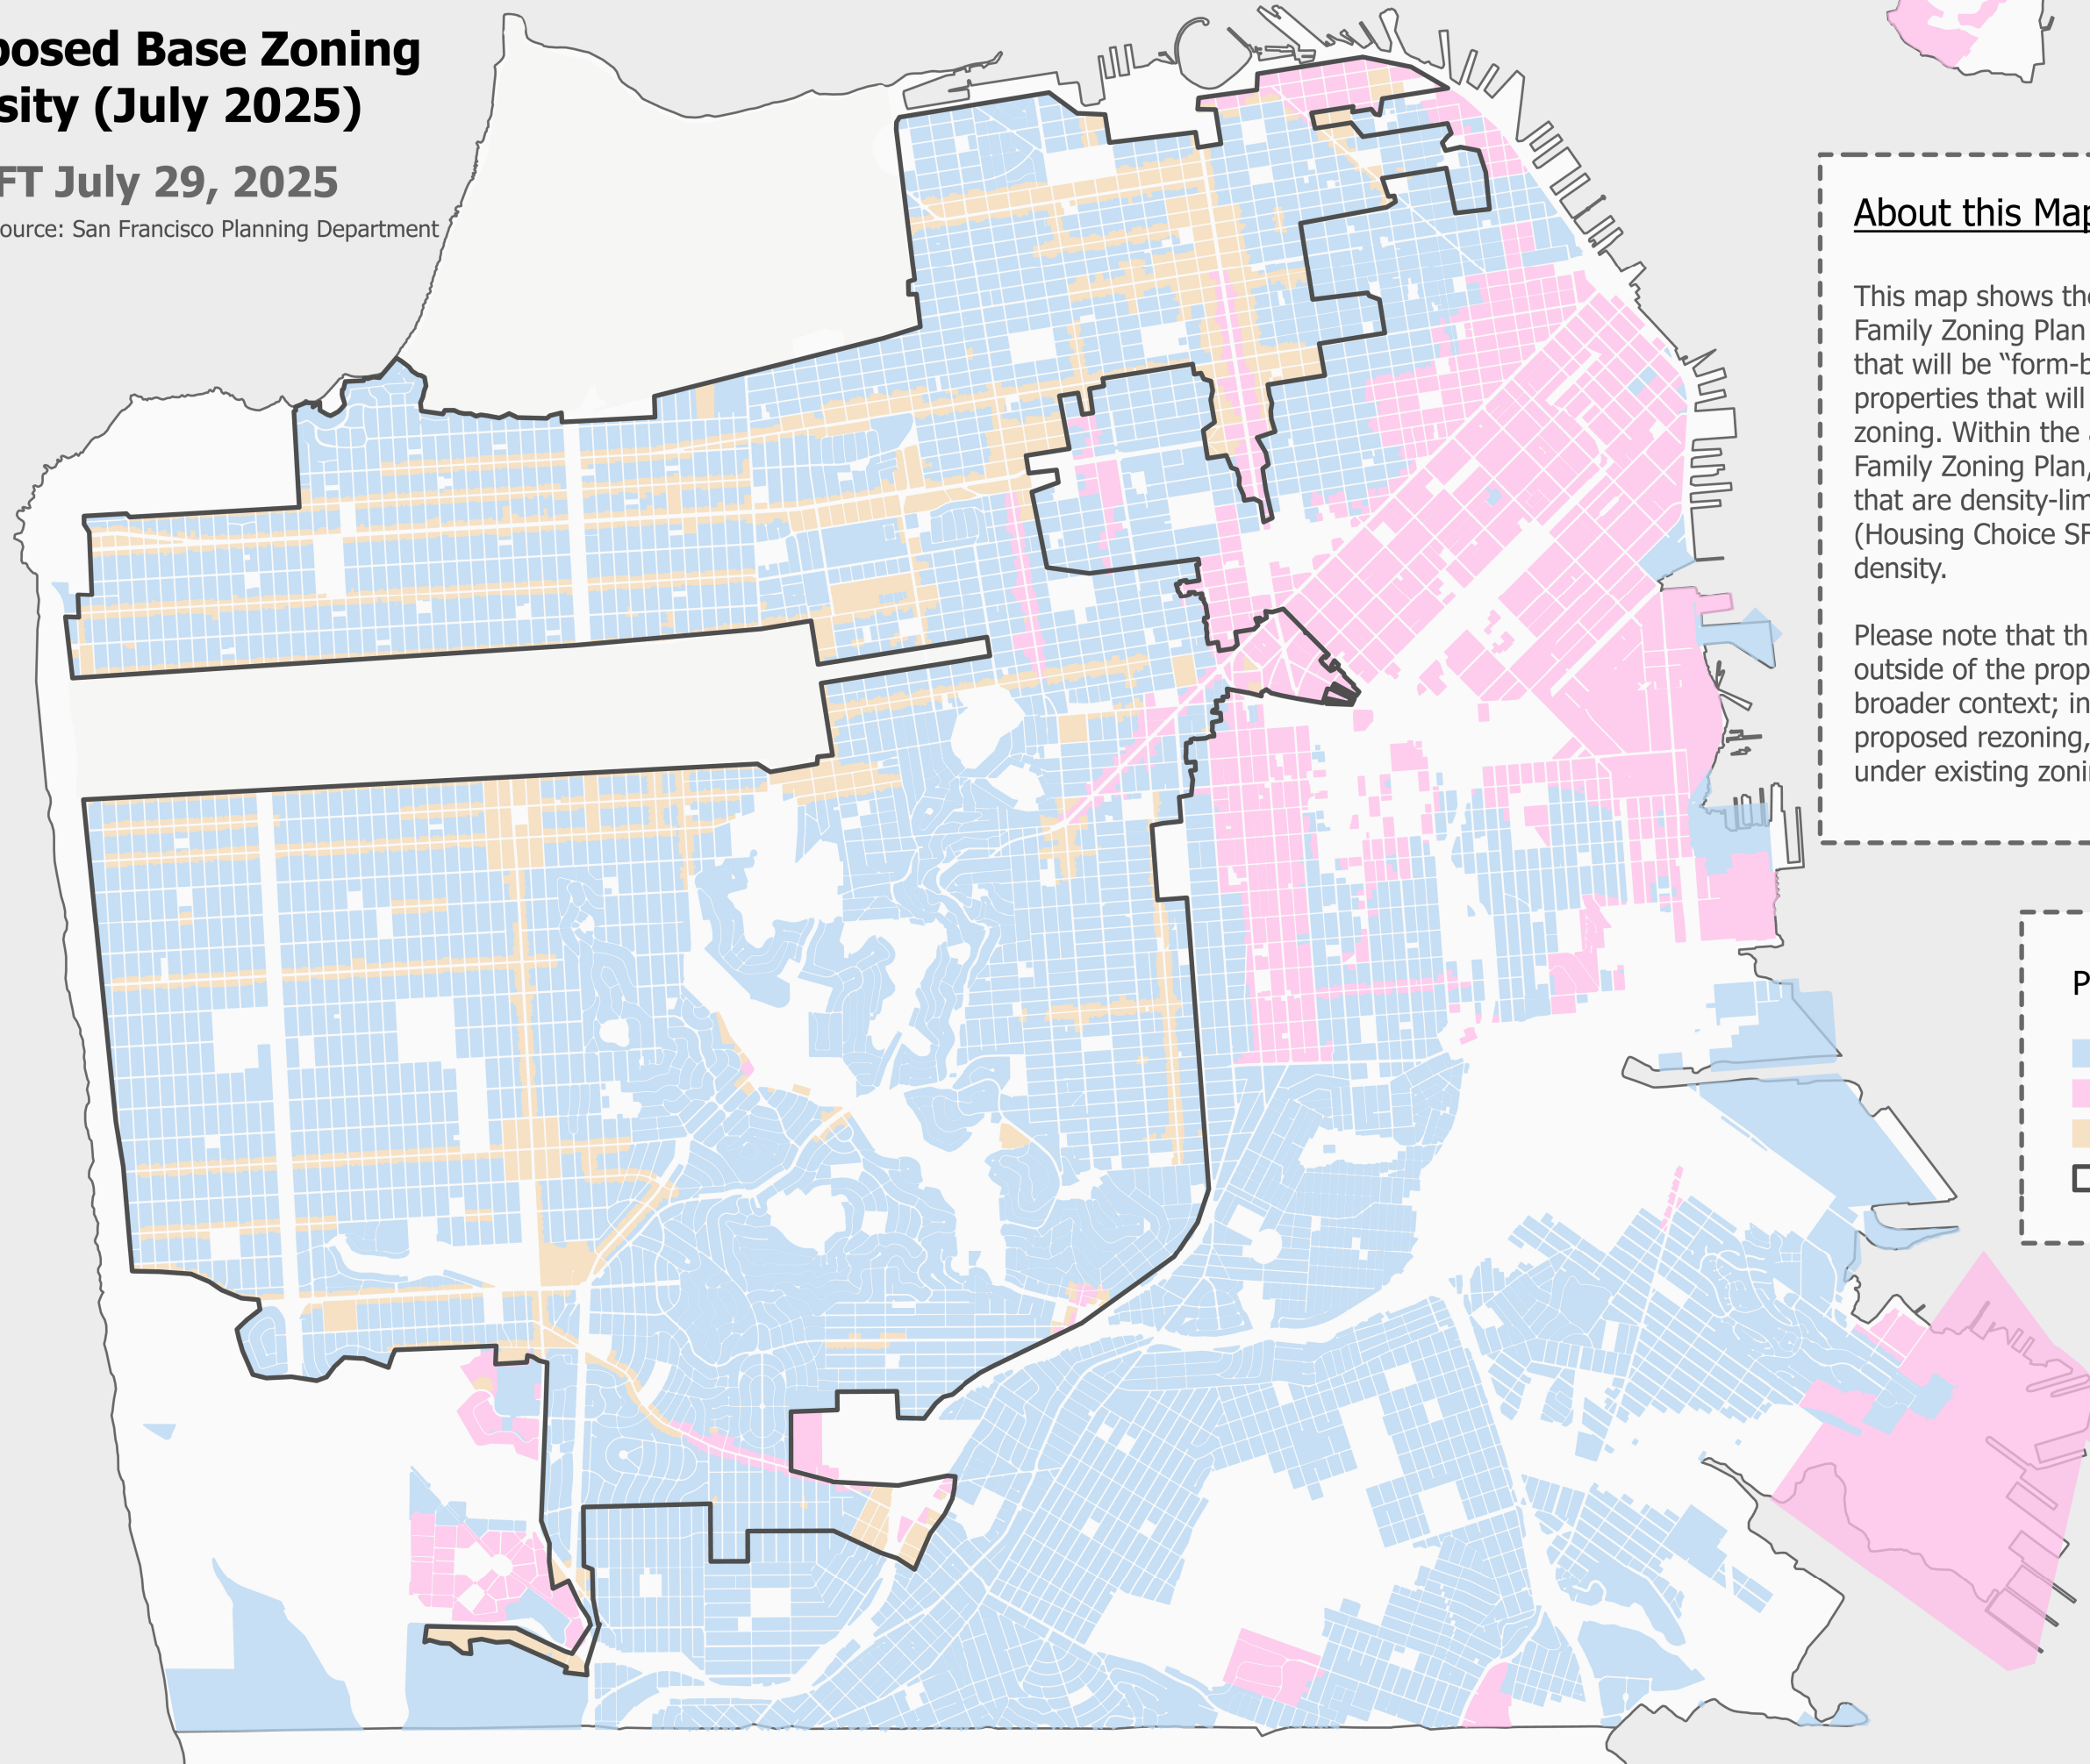 posed Base Zoning
sity (July 2025)
FT July 29, 2025
ource: San Francisco Planning Department
About this Map
This map shows the
Family Zoning Plan
that will be “form-b
properties that will
zoning. Within the
Family Zoning Plan,
that are density-lim
(Housing Choice SF
density.
Please note that th
outside of the prop
broader context; in
proposed rezoning,
under existing zoni
P